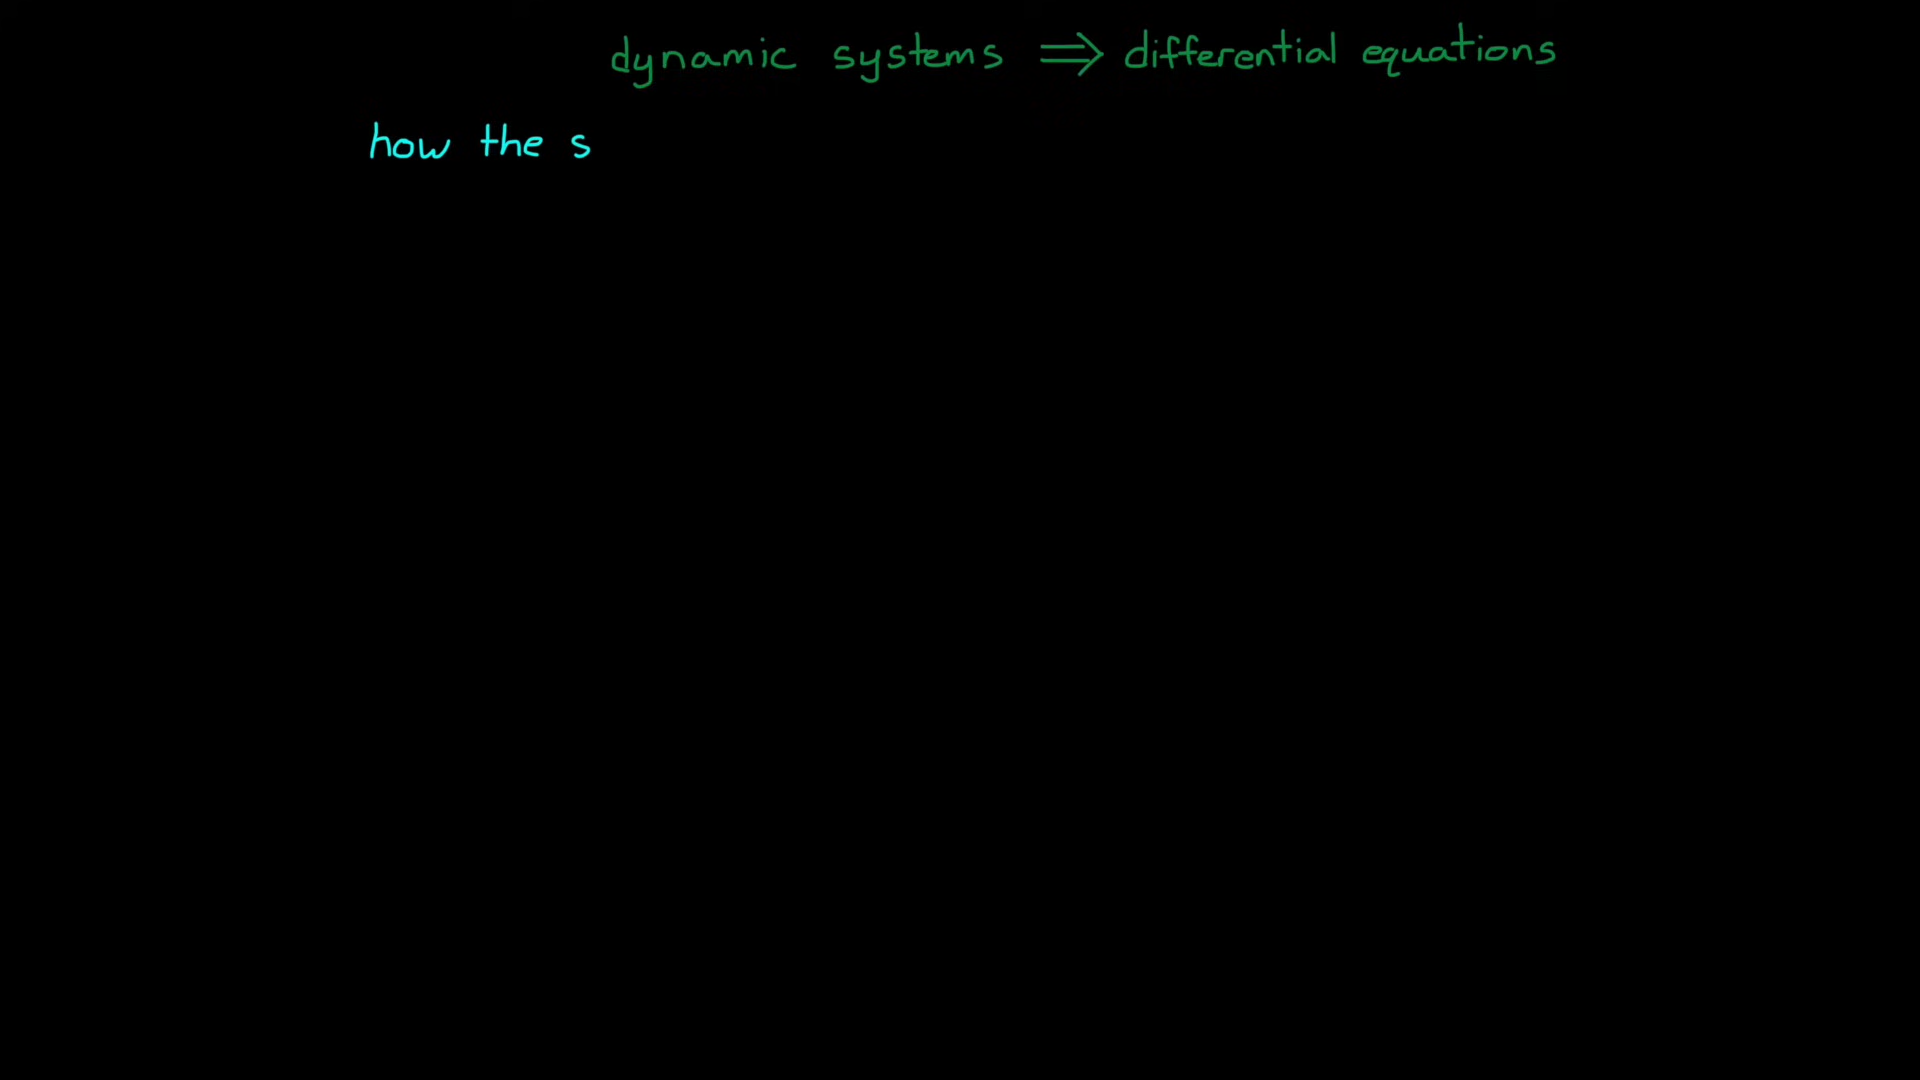 dynamic systems ⟹ differential equations
how the s